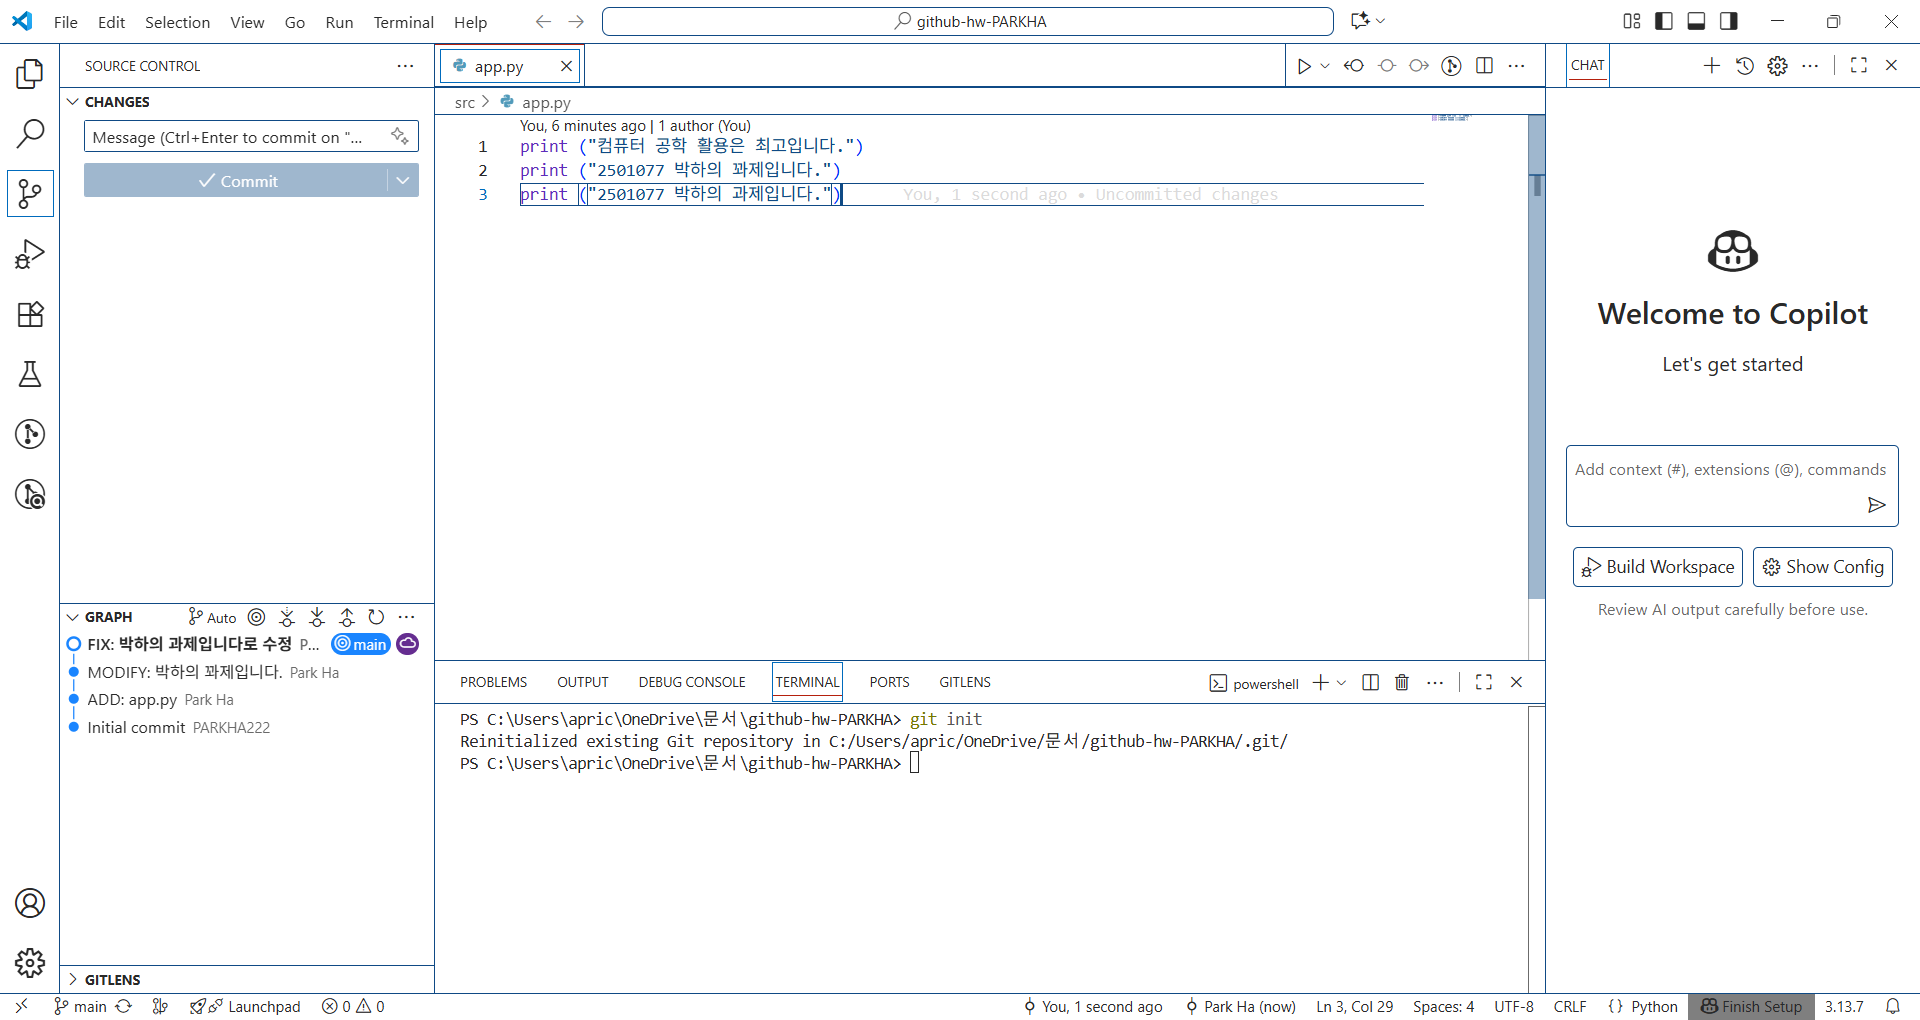 File Edit Selection View Go Run Terminal Help
github-hw-PARKHA
SOURCE CONTROL
CHANGES
Message (Ctrl+Enter to commit on "...
Commit
app.py
src > app.py
You, 6 minutes ago | 1 author (You)
1 print ("컴퓨터 공학 활용은 최고입니다.")
2 print ("2501077 박하의 꽈제입니다.")
3 print ("2501077 박하의 과제입니다.") You, 1 second ago • Uncommitted changes
CHAT
Welcome to Copilot
Let's get started
Add context (#), extensions (@), commands
Build Workspace Show Config
Review AI output carefully before use.
GRAPH Auto
FIX: 박하의 과제입니다로 수정 P... main
MODIFY: 박하의 꽈제입니다. Park Ha
ADD: app.py Park Ha
Initial commit PARKHA222
GITLENS
PROBLEMS OUTPUT DEBUG CONSOLE TERMINAL PORTS GITLENS
powershell
PS C:\Users\apric\OneDrive\문서\github-hw-PARKHA> git init
Reinitialized existing Git repository in C:/Users/apric/OneDrive/문서/github-hw-PARKHA/.git/
PS C:\Users\apric\OneDrive\문서\github-hw-PARKHA>
main Launchpad 0 0 You, 1 second ago Park Ha (now) Ln 3, Col 29 Spaces: 4 UTF-8 CRLF {} Python Finish Setup 3.13.7